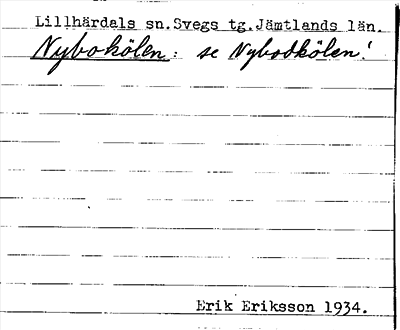 Lillhärdals sn. Svegs tg. Jämtlands län.
Nybokölen: se Nybodkölen!
Erik Eriksson 1934.